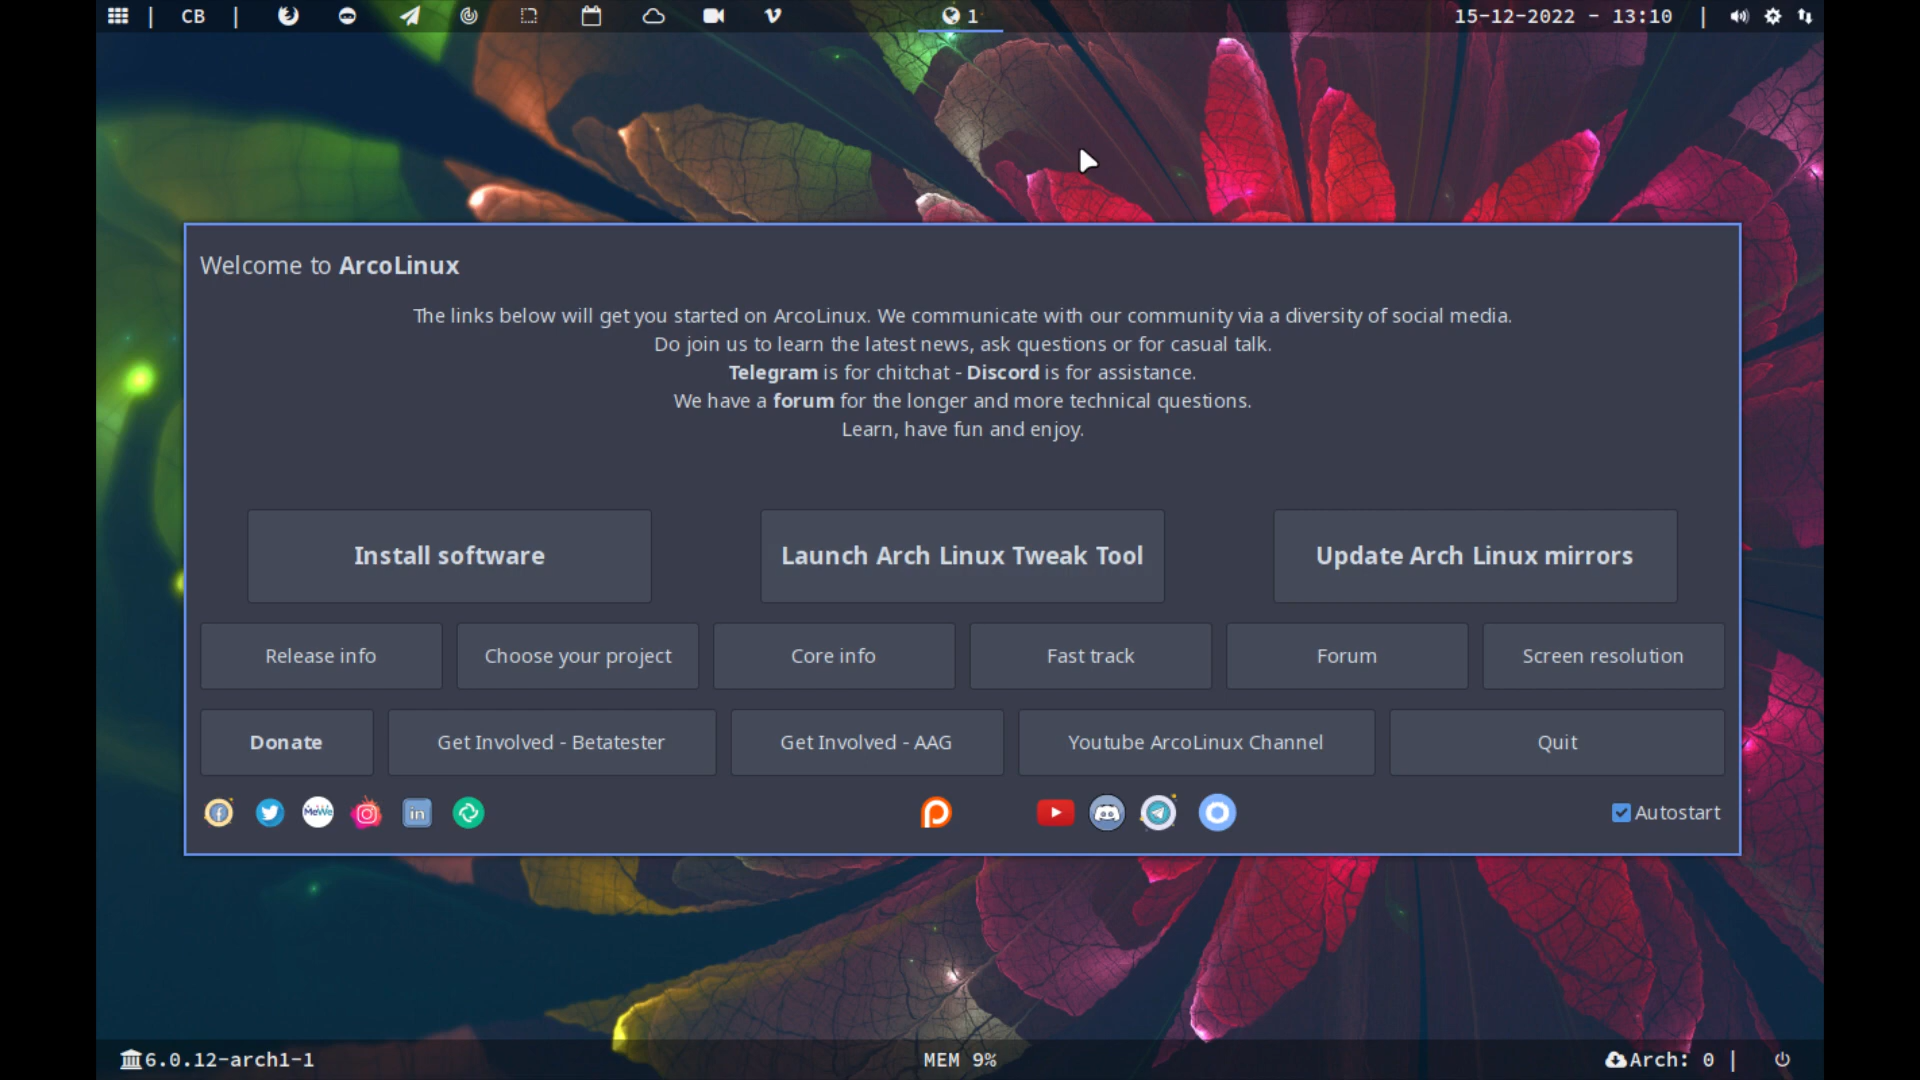 | CB |
1
15-12-2022 - 13:10 |
Welcome to ArcoLinux
The links below will get you started on ArcoLinux. We communicate with our community via a diversity of social media.
Do join us to learn the latest news, ask questions or for casual talk.
Telegram is for chitchat - Discord is for assistance.
We have a forum for the longer and more technical questions.
Learn, have fun and enjoy.
Install software
Launch Arch Linux Tweak Tool
Update Arch Linux mirrors
Release info
Choose your project
Core info
Fast track
Forum
Screen resolution
Donate
Get Involved - Betatester
Get Involved - AAG
Youtube ArcoLinux Channel
Quit
MeWe
in
Autostart
6.0.12-arch1-1
MEM 9%
Arch: 0 |